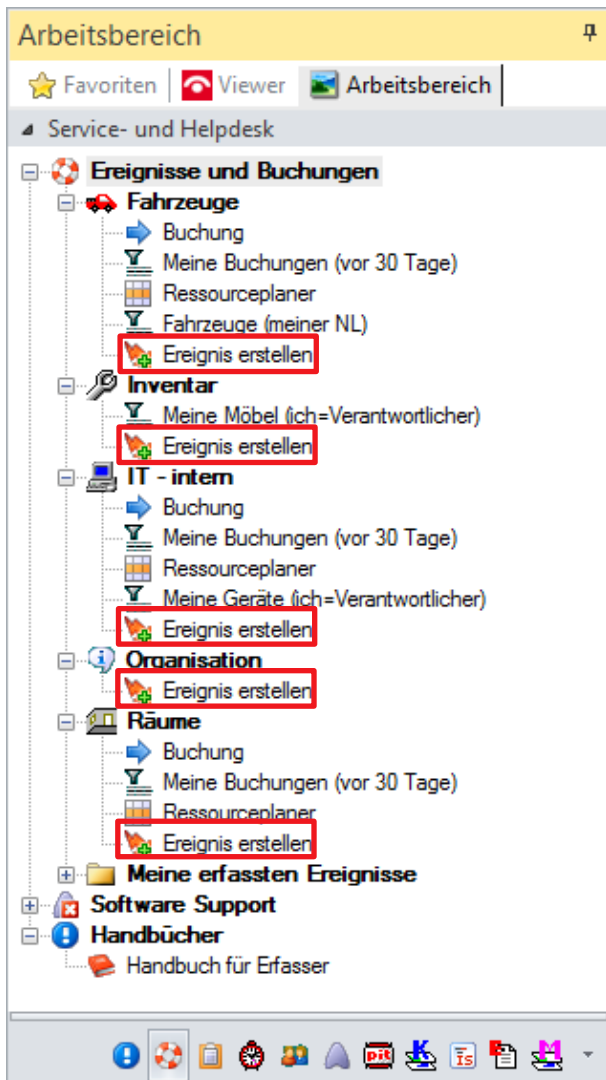 Arbeitsbereich
Favoriten Viewer Arbeitsbereich
Service- und Helpdesk
Ereignisse und Buchungen
Fahrzeuge
Buchung
Meine Buchungen (vor 30 Tage)
Ressourceplaner
Fahrzeuge (meiner NL)
Ereignis erstellen
Inventar
Meine Möbel (ich=Verantwortlicher)
Ereignis erstellen
IT - intern
Buchung
Meine Buchungen (vor 30 Tage)
Ressourceplaner
Meine Geräte (ich=Verantwortlicher)
Ereignis erstellen
Organisation
Ereignis erstellen
Räume
Buchung
Meine Buchungen (vor 30 Tage)
Ressourceplaner
Ereignis erstellen
Meine erfassten Ereignisse
Software Support
Handbücher
Handbuch für Erfasser
pit K Is P M